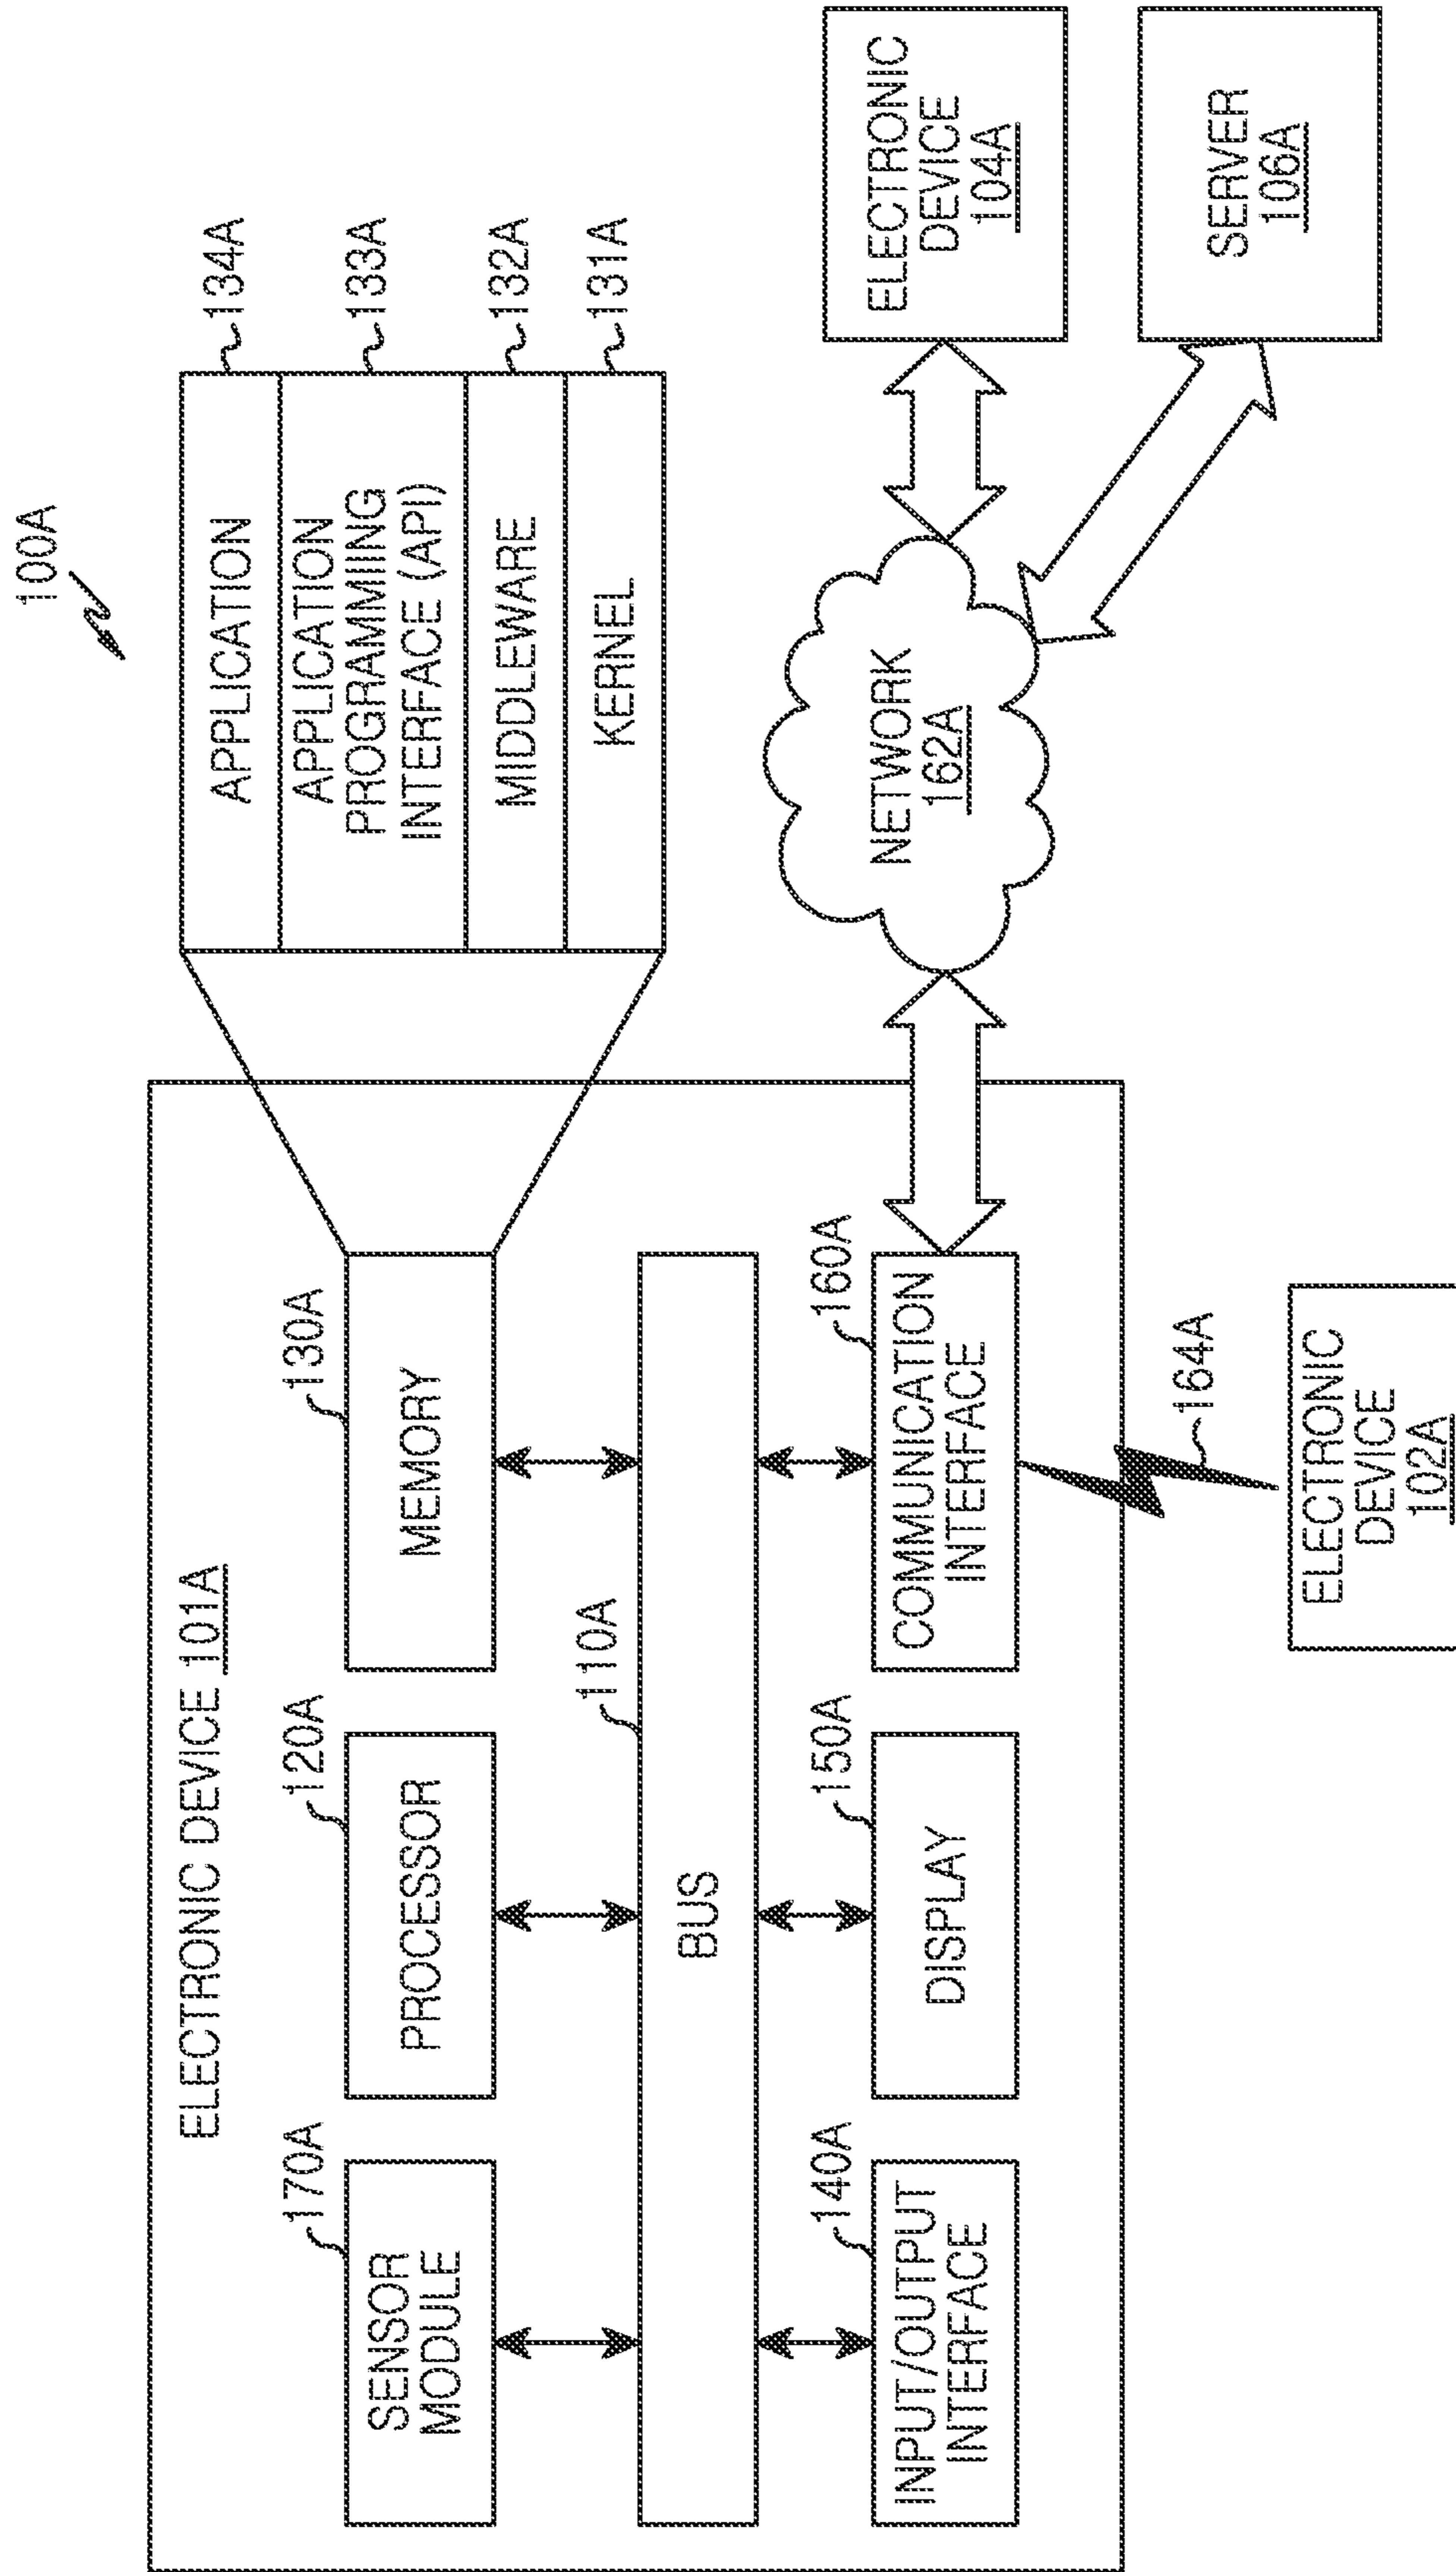 100A
ELECTRONIC DEVICE 101A
170A
120A
130A
SENSOR
MODULE
PROCESSOR
MEMORY
APPLICATION
134A
APPLICATION
PROGRAMMING
INTERFACE (API)
133A
MIDDLEWARE
132A
KERNEL
131A
110A
BUS
140A
150A
160A
INPUT/OUTPUT
INTERFACE
DISPLAY
COMMUNICATION
INTERFACE
NETWORK
162A
ELECTRONIC
DEVICE
104A
164A
SERVER
106A
ELECTRONIC
DEVICE
102A